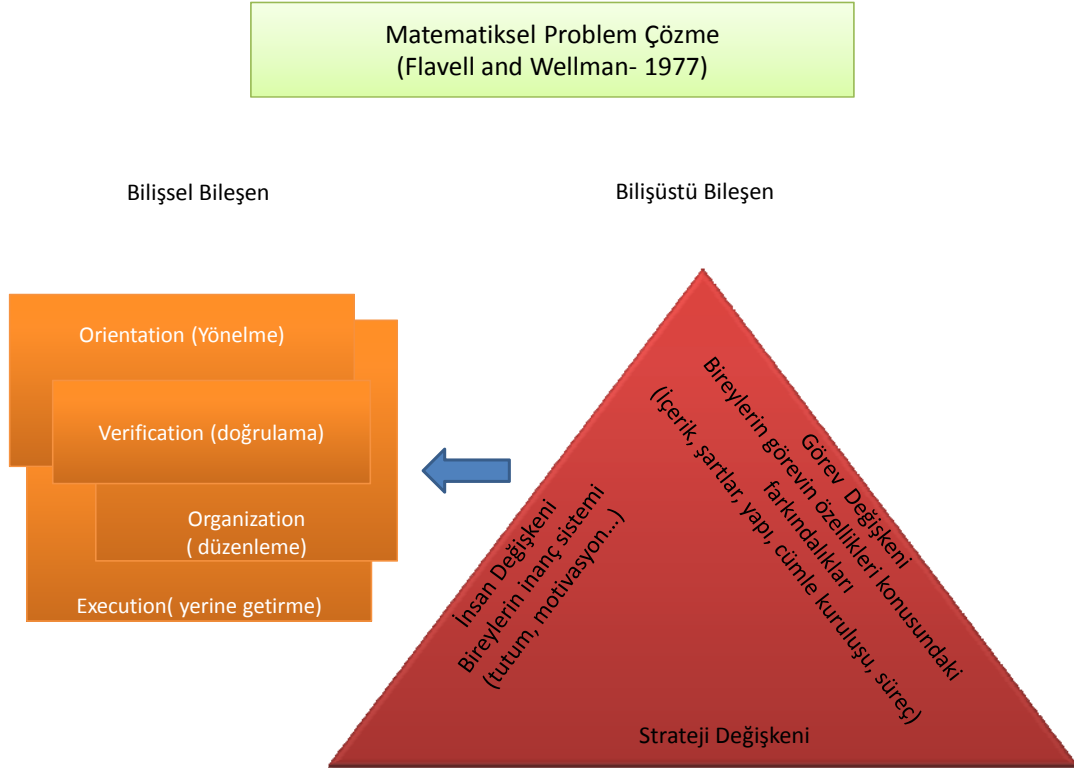 Matematiksel Problem Çözme
(Flavell and Wellman- 1977)
Bilişsel Bileşen
Bilişüstü Bileşen
Orientation (Yönelme)
Verification (doğrulama)
Organization
( düzenleme)
Execution( yerine getirme)
İnsan Değişkeni
Bireylerin inanç sistemi
(tutum, motivasyon...)
Görev Değişkeni
Bireylerin görevin özellikleri konusundaki
farkındalıkları
(İçerik, şartlar, yapı, cümle kuruluşu, süreç)
Strateji Değişkeni